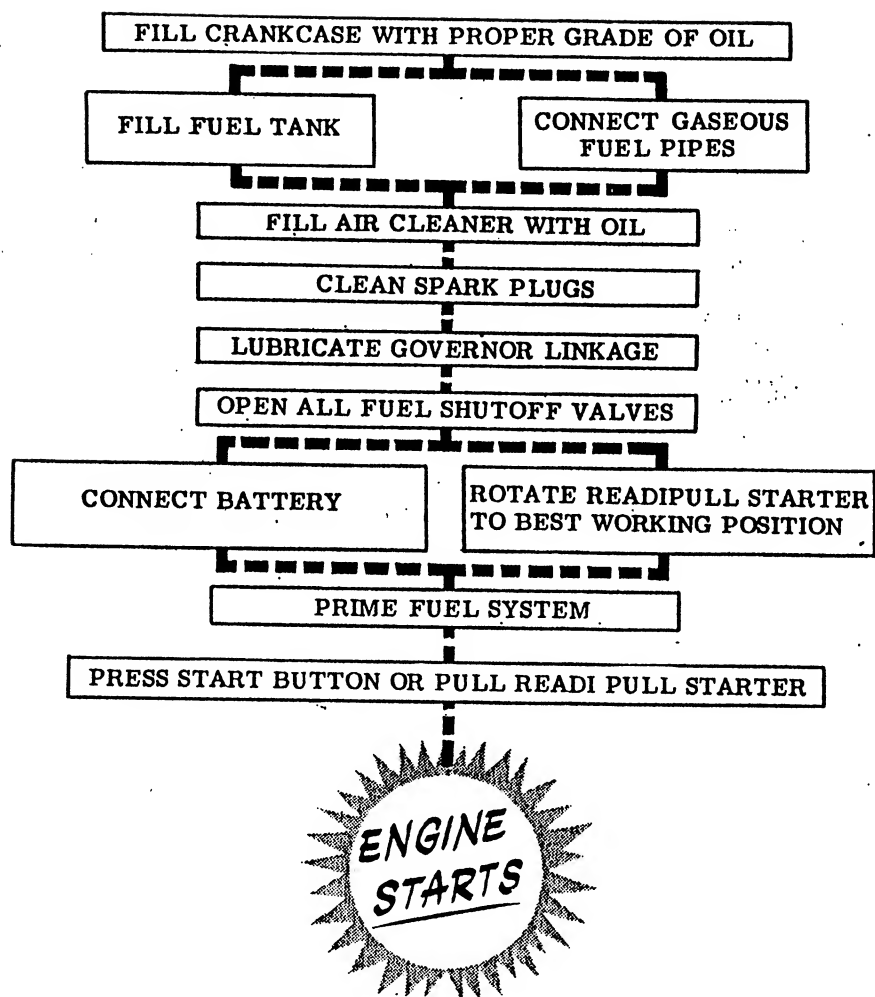 FILL CRANKCASE WITH PROPER GRADE OF OIL
FILL FUEL TANK
CONNECT GASEOUS
FUEL PIPES
FILL AIR CLEANER WITH OIL
CLEAN SPARK PLUGS
LUBRICATE GOVERNOR LINKAGE
OPEN ALL FUEL SHUTOFF VALVES
CONNECT BATTERY
ROTATE READIPULL STARTER
TO BEST WORKING POSITION
PRIME FUEL SYSTEM
PRESS START BUTTON OR PULL READI PULL STARTER
ENGINE
STARTS